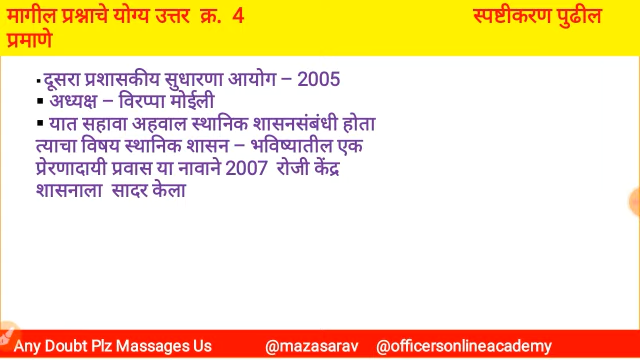 मागील प्रश्नाचे योग्य उत्तर क्र. 4 स्पष्टीकरण पुढील
प्रमाणे
▪ दूसरा प्रशासकीय सुधारणा आयोग – 2005
▪ अध्यक्ष – विरप्पा मोईली
▪ यात सहावा अहवाल स्थानिक शासनसंबंधी होता
त्याचा विषय स्थानिक शासन – भविष्यातील एक
प्रेरणादायी प्रवास या नावाने 2007 रोजी केंद्र
शासनाला सादर केला
Any Doubt Plz Massages Us @mazasarav @officersonlineacademy